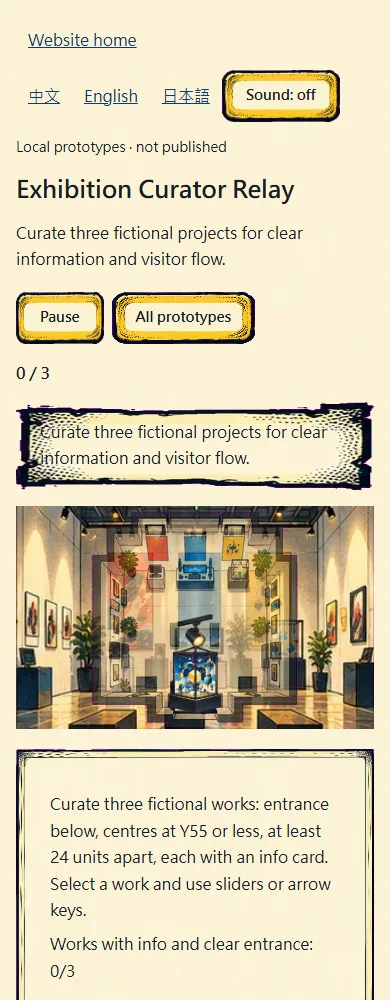 Website home
中文 English 日本語 Sound: off
Local prototypes · not published
Exhibition Curator Relay
Curate three fictional projects for clear
information and visitor flow.
Pause All prototypes
0 / 3
Curate three fictional projects for clear
information and visitor flow.
Curate three fictional works: entrance
below, centres at Y55 or less, at least
24 units apart, each with an info card.
Select a work and use sliders or arrow
keys.
Works with info and clear entrance:
0/3